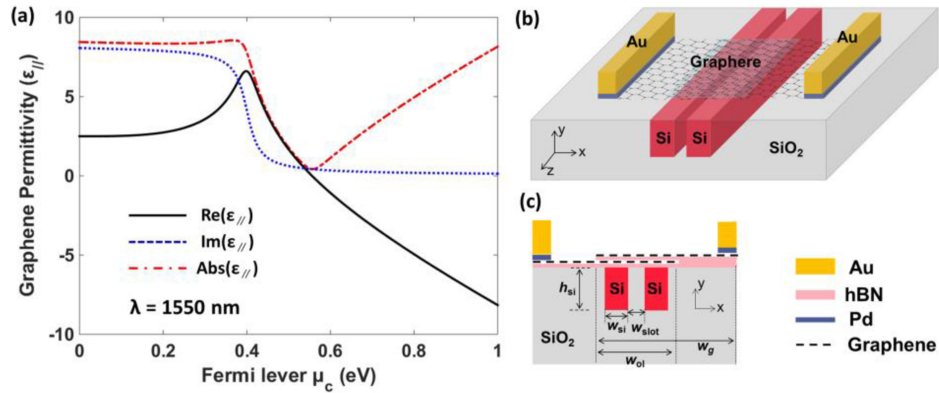 (a)
Graphene Permittivity (ε//)
10
5
0
-5
-10
Re(ε//)
Im(ε//)
Abs(ε//)
λ = 1550 nm
0
0.2
0.4
0.6
0.8
1
Fermi lever μc (eV)
(b)
Au
Graphere
Au
Si
Si
SiO2
y
x
z
(c)
hsi
Si
Si
y
x
wsi
wslot
SiO2
wg
wol
Au
hBN
Pd
Graphene